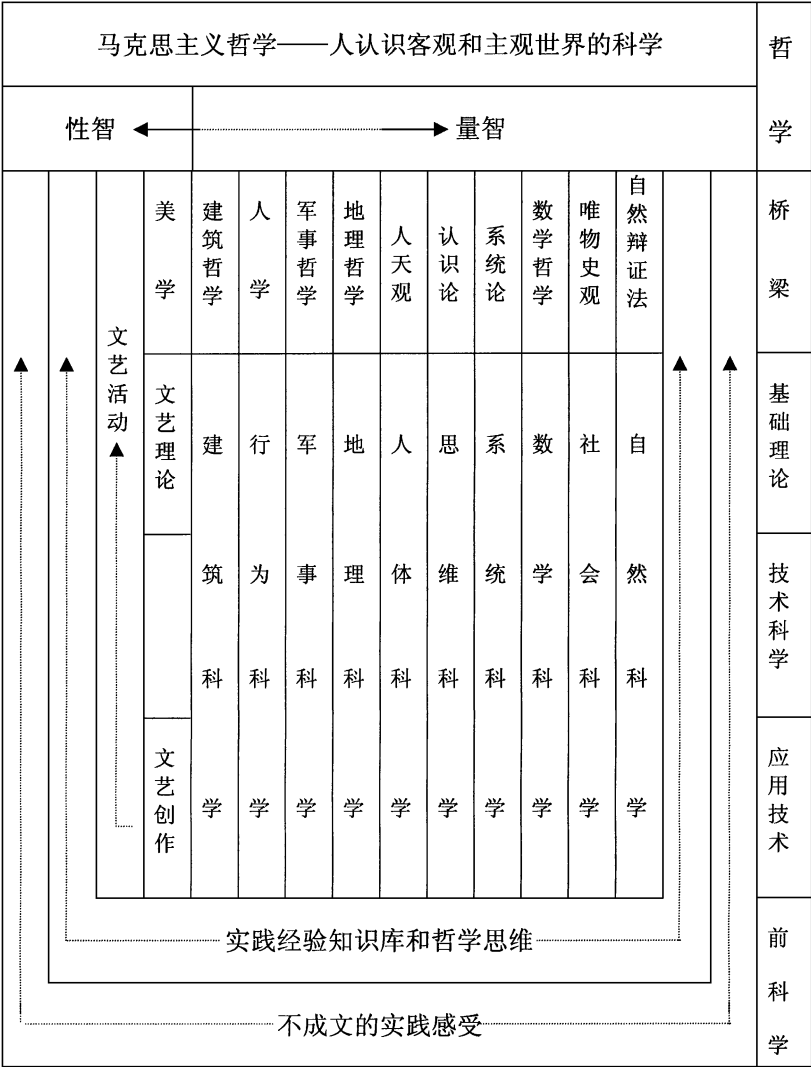 马克思主义哲学——人认识客观和主观世界的科学
哲学
性智
量智
美学
建筑哲学
人学
军事哲学
地理哲学
人天观
认识论
系统论
数学哲学
唯物史观
自然辩证法
桥梁
文艺活动
文艺理论
文艺创作
建筑科学
行为科学
军事科学
地理科学
人体科学
思维科学
系统科学
数学科学
社会科学
自然科学
基础理论
技术科学
应用技术
实践经验知识库和哲学思维
不成文的实践感受
前科学